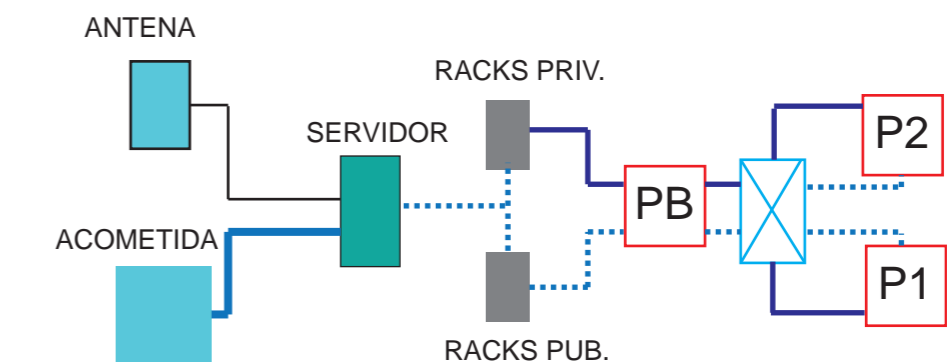 ANTENA
RACKS PRIV.
SERVIDOR
P2
PB
ACOMETIDA
P1
RACKS PUB.